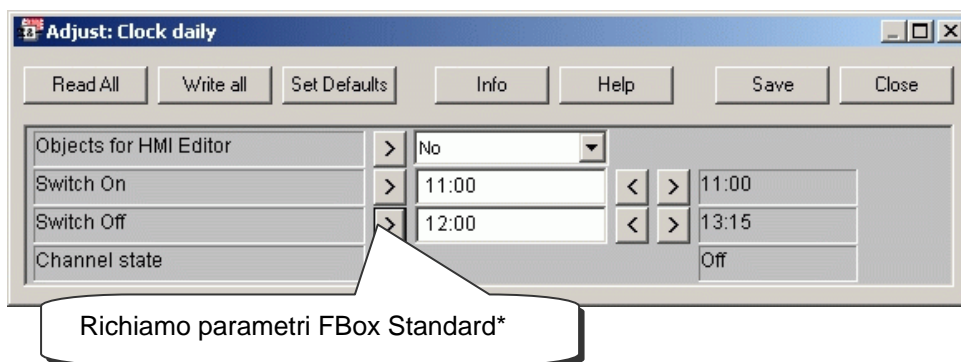 Adjust: Clock daily
Read All Write all Set Defaults Info Help Save Close
Objects for HMI Editor > No
Switch On > 11:00 < > 11:00
Switch Off > 12:00 < > 13:15
Channel state Off
Richiamo parametri FBox Standard*